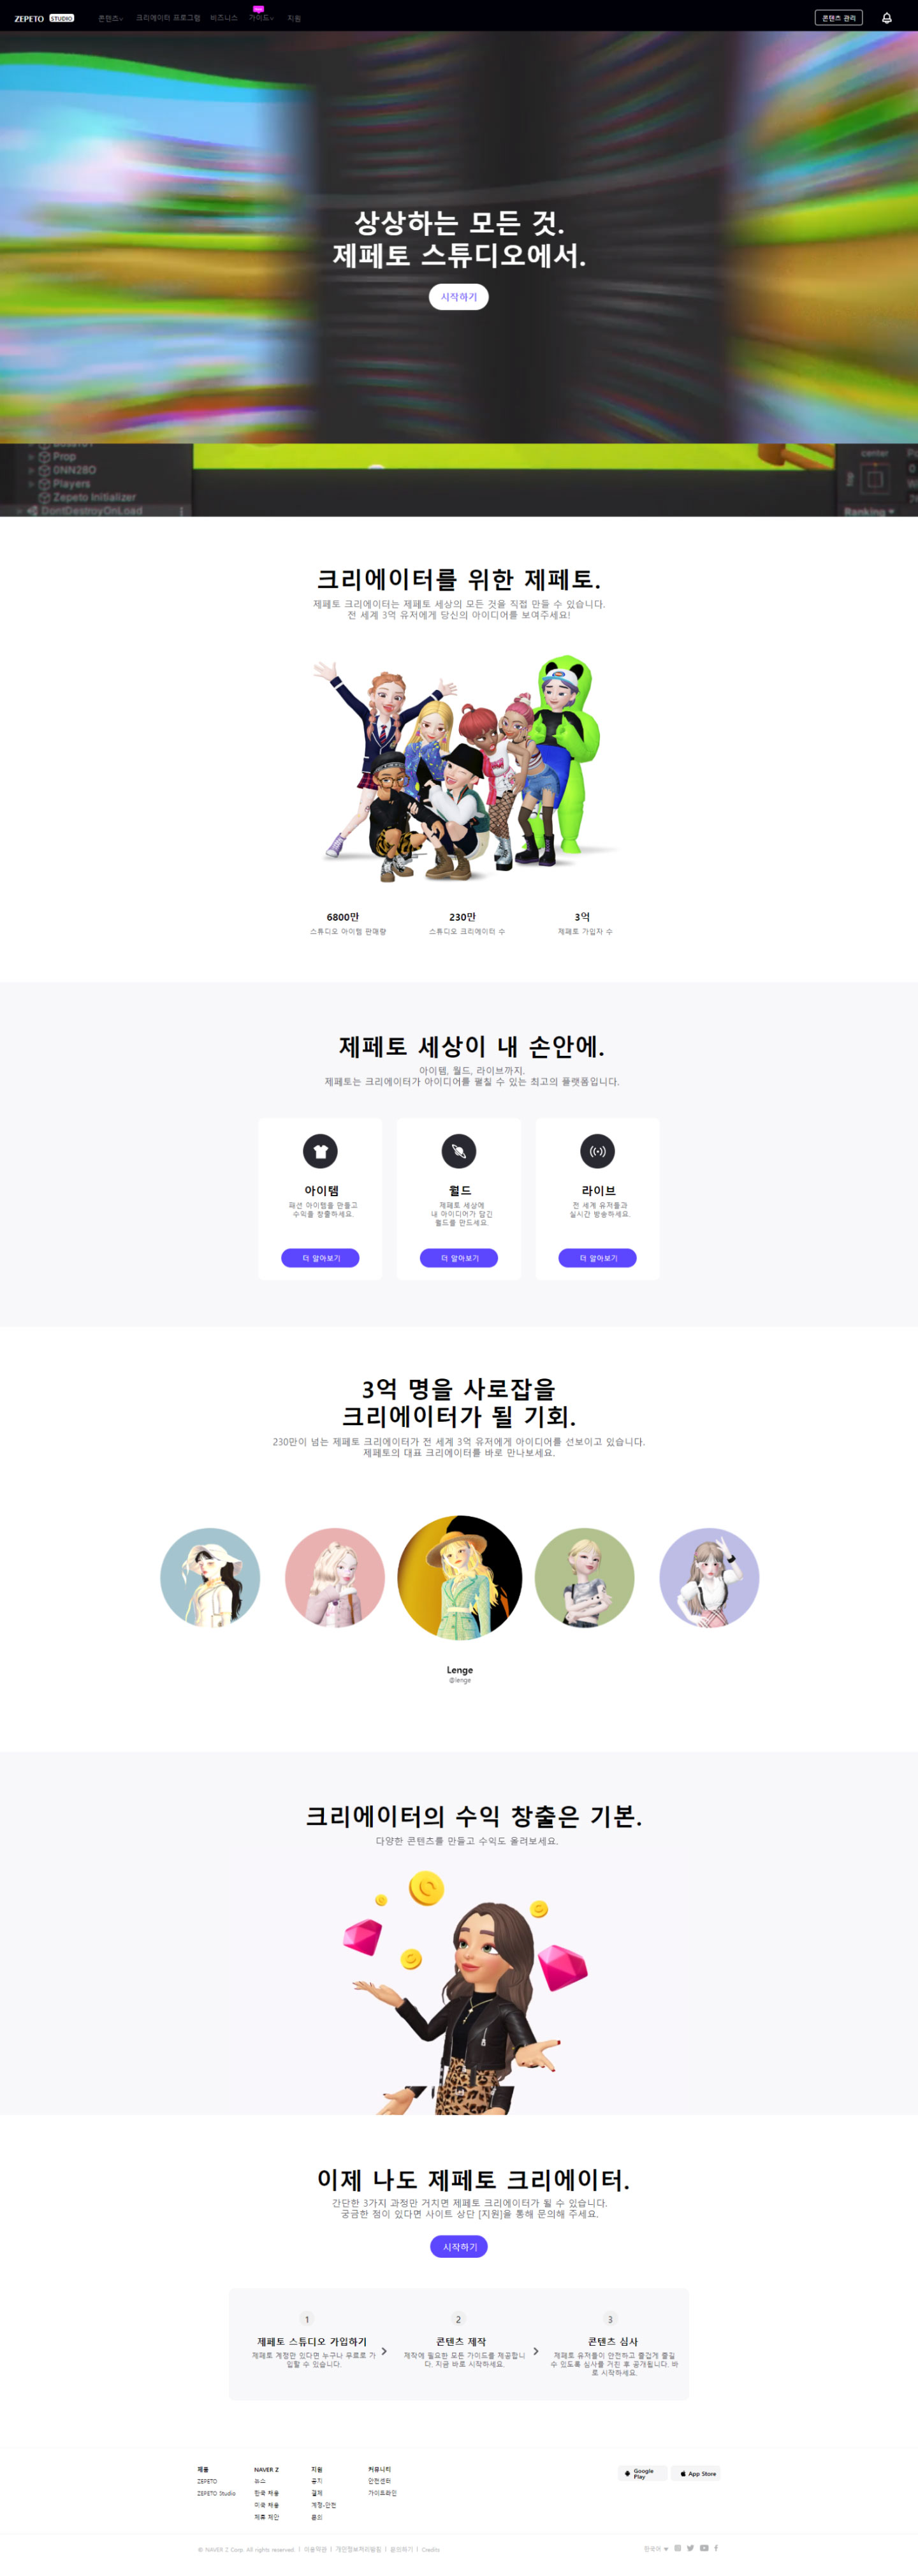 ZEPETO STUDIO
콘텐츠
크리에이터 프로그램
비즈니스
가이드
지원
콘텐츠 관리
상상하는 모든 것.
제페토 스튜디오에서.
시작하기
Prop
0NN28O
Players
Zepeto Initializer
DontDestroyOnLoad
center
Ranking
크리에이터를 위한 제페토.
제페토 크리에이터는 제페토 세상의 모든 것을 직접 만들 수 있습니다.
전 세계 3억 유저에게 당신의 아이디어를 보여주세요!
6800만
230만
3억
스튜디오 아이템 판매량
스튜디오 크리에이터 수
제페토 가입자 수
제페토 세상이 내 손안에.
아이템, 월드, 라이브까지.
제페토는 크리에이터가 아이디어를 펼칠 수 있는 최고의 플랫폼입니다.
아이템
패션 아이템을 만들고
수익을 창출하세요.
더 알아보기
월드
제페토 세상에
내 아이디어가 담긴
월드를 만드세요.
더 알아보기
라이브
전 세계 유저들과
실시간 방송하세요.
더 알아보기
3억 명을 사로잡을
크리에이터가 될 기회.
230만이 넘는 제페토 크리에이터가 전 세계 3억 유저에게 아이디어를 선보이고 있습니다.
제페토의 대표 크리에이터를 바로 만나보세요.
Lenge
@lenge
크리에이터의 수익 창출은 기본.
다양한 콘텐츠를 만들고 수익도 올려보세요.
이제 나도 제페토 크리에이터.
간단한 3가지 과정만 거치면 제페토 크리에이터가 될 수 있습니다.
궁금한 점이 있다면 사이트 상단 [지원]을 통해 문의해 주세요.
시작하기
1
제페토 스튜디오 가입하기
제페토 계정만 있다면 누구나 무료로 가
입할 수 있습니다.
2
콘텐츠 제작
제작에 필요한 모든 가이드를 제공합니
다. 지금 바로 시작하세요.
3
콘텐츠 심사
제페토 유저들이 안전하고 즐겁게 즐길
수 있도록 심사를 거친 후 공개됩니다. 바
로 시작하세요.
제품
ZEPETO
ZEPETO Studio
NAVER Z
뉴스
한국 채용
미국 채용
제휴 제안
지원
공지
결제
계정·안전
문의
커뮤니티
안전센터
가이드라인
Google
Play
App Store
© NAVER Z Corp. All rights reserved. | 이용약관 | 개인정보처리방침 | 문의하기 | Credits
한국어